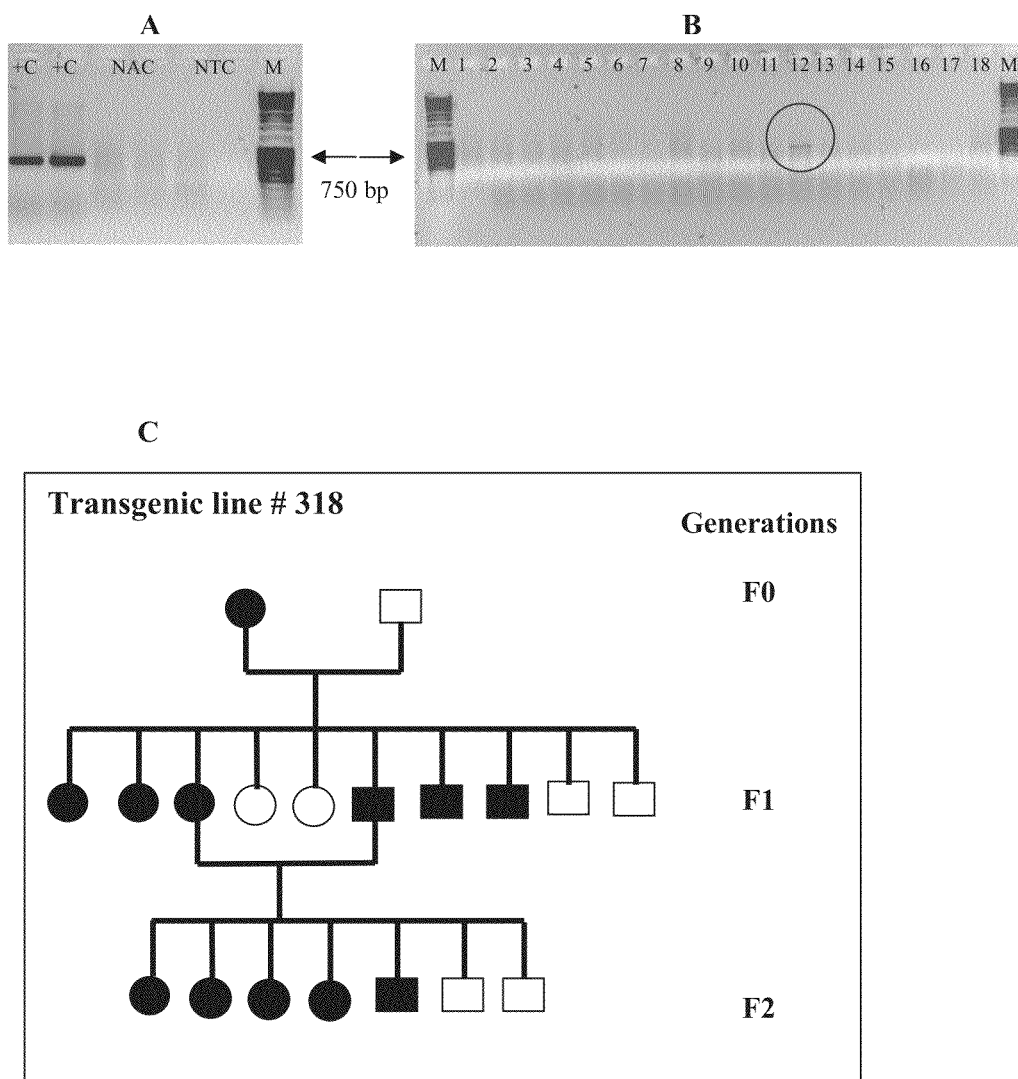 A
+C +C NAC NTC M
750 bp
B
M 1 2 3 4 5 6 7 8 9 10 11 12 13 14 15 16 17 18 M
C
Transgenic line # 318
Generations
F0
F1
F2